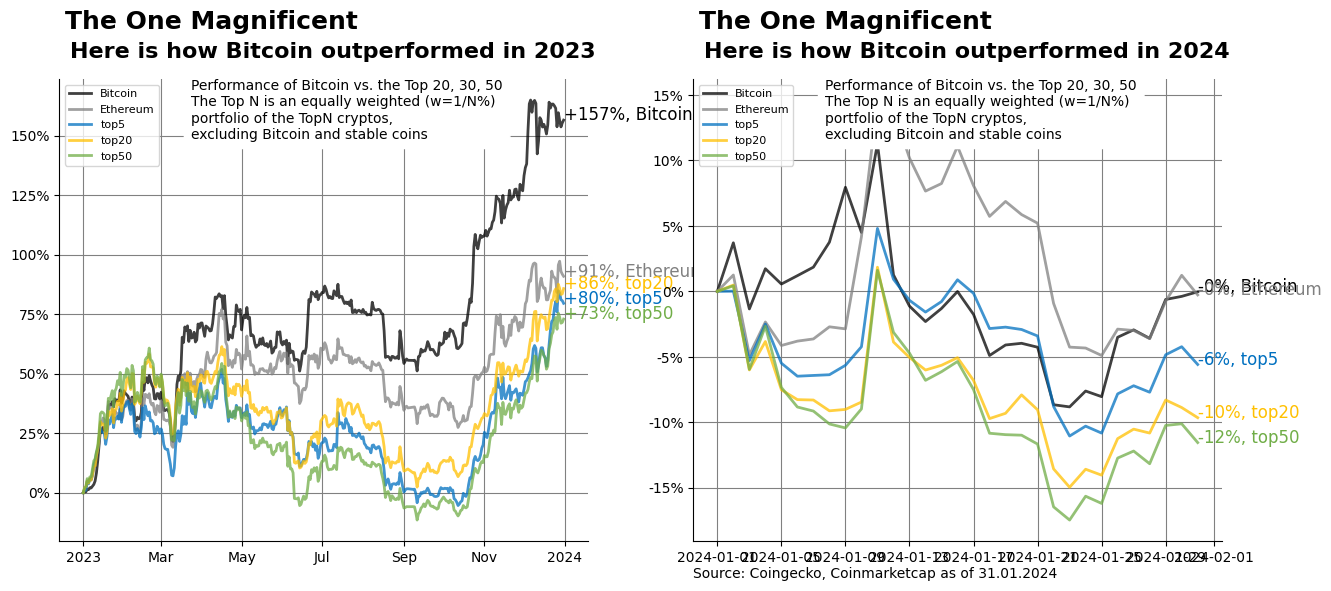 The One Magnificent
Here is how Bitcoin outperformed in 2023
Bitcoin
Ethereum
top5
top20
top50
Performance of Bitcoin vs. the Top 20, 30, 50
The Top N is an equally weighted (w=1/N%)
portfolio of the TopN cryptos,
excluding Bitcoin and stable coins
150%
125%
100%
75%
50%
25%
0%
+157%, Bitcoin
+91%, Ethereum
+86%, top20
+80%, top5
+73%, top50
2023
Mar
May
Jul
Sep
Nov
2024
The One Magnificent
Here is how Bitcoin outperformed in 2024
Bitcoin
Ethereum
top5
top20
top50
Performance of Bitcoin vs. the Top 20, 30, 50
The Top N is an equally weighted (w=1/N%)
portfolio of the TopN cryptos,
excluding Bitcoin and stable coins
15%
10%
5%
0%
-5%
-10%
-15%
-0%, Bitcoin
-0%, Ethereum
-6%, top5
-10%, top20
-12%, top50
2024-01-01
2024-01-05
2024-01-09
2024-01-13
2024-01-17
2024-01-21
2024-01-25
2024-01-29
2024-02-01
Source: Coingecko, Coinmarketcap as of 31.01.2024